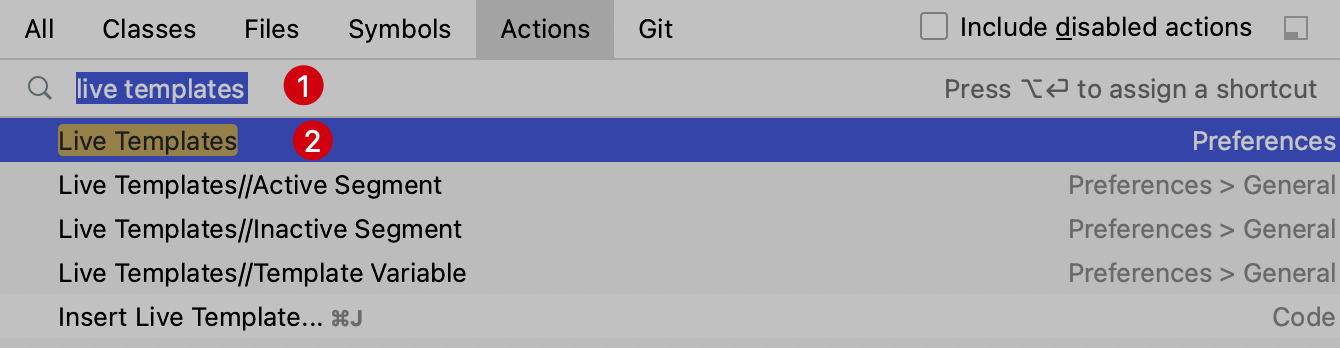 All Classes Files Symbols Actions Git Include disabled actions
live templates 1 Press ⌥⏎ to assign a shortcut
Live Templates 2 Preferences
Live Templates//Active Segment Preferences > General
Live Templates//Inactive Segment Preferences > General
Live Templates//Template Variable Preferences > General
Insert Live Template... ⌘J Code